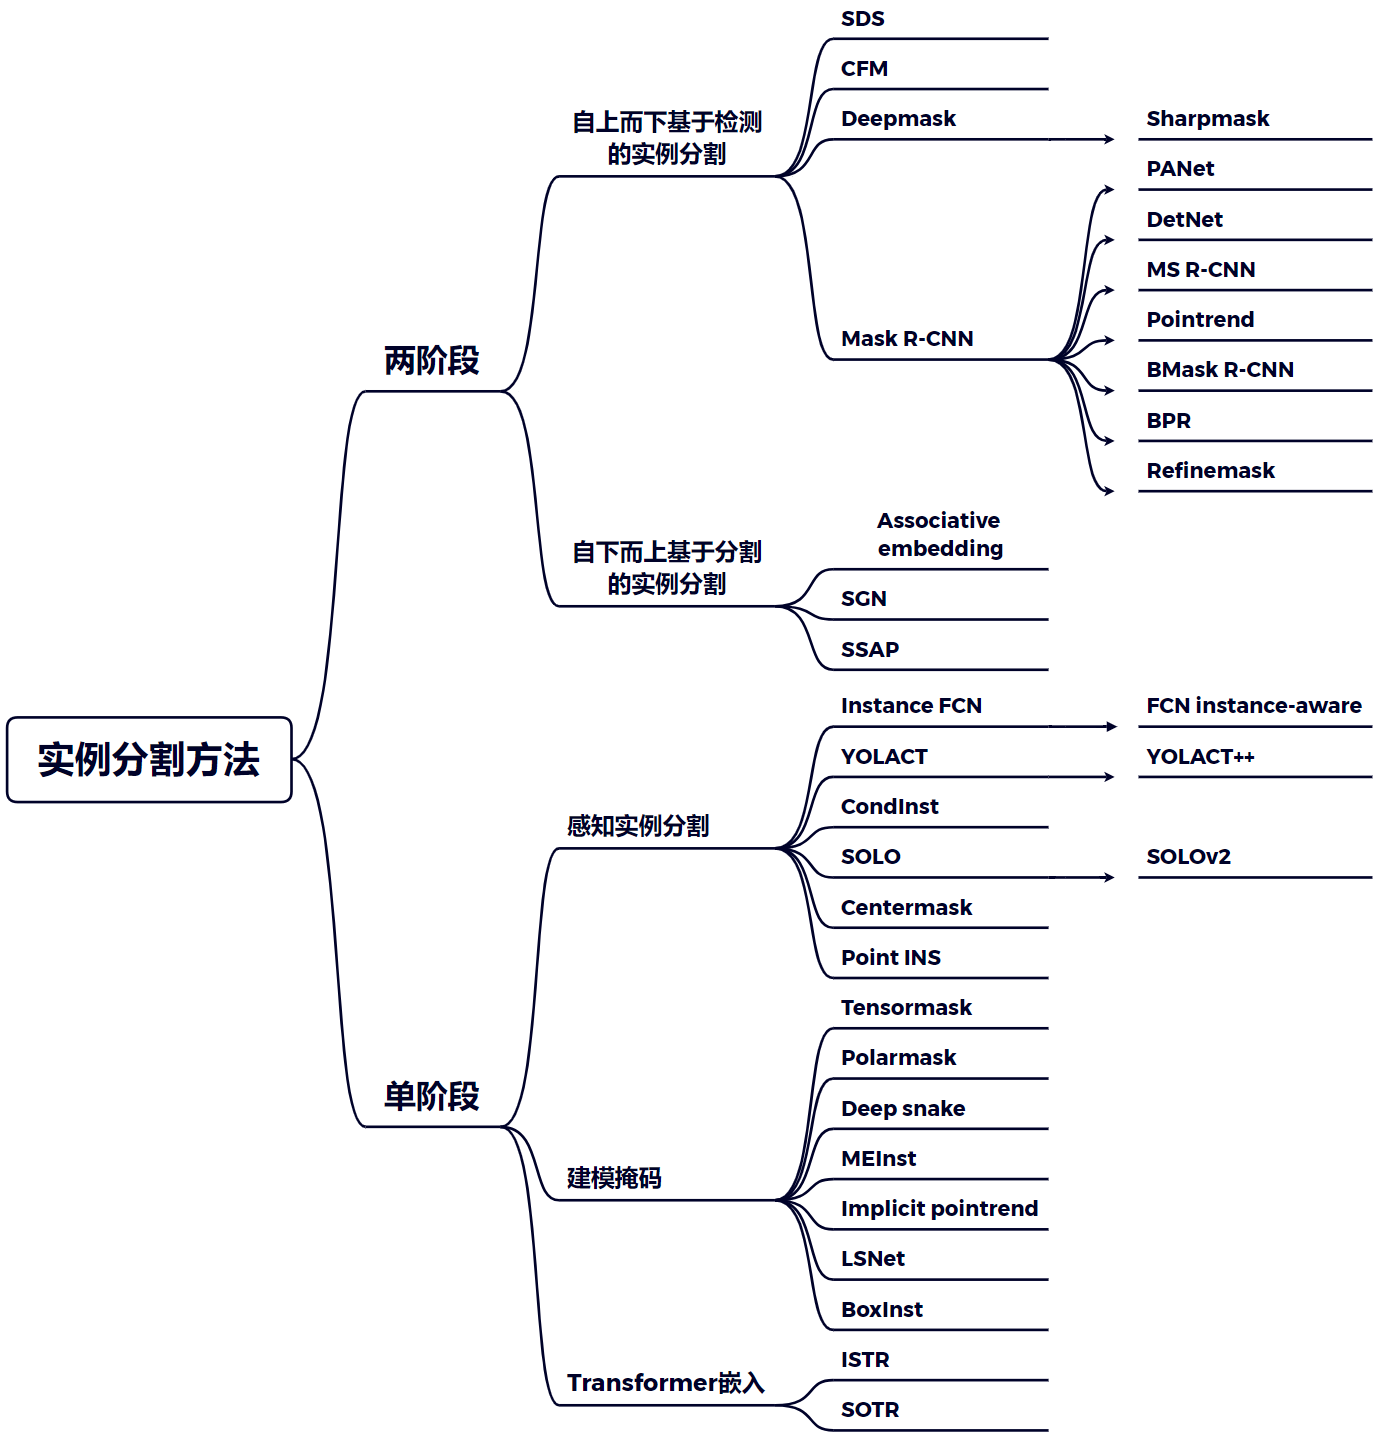 实例分割方法
两阶段
自上而下基于检测
的实例分割
SDS
CFM
Deepmask
Sharpmask
Mask R-CNN
PANet
DetNet
MS R-CNN
Pointrend
BMask R-CNN
BPR
Refinemask
自下而上基于分割
的实例分割
Associative
embedding
SGN
SSAP
单阶段
感知实例分割
Instance FCN
FCN instance-aware
YOLACT
YOLACT++
CondInst
SOLO
SOLOv2
Centermask
Point INS
建模掩码
Tensormask
Polarmask
Deep snake
MEInst
Implicit pointrend
LSNet
BoxInst
Transformer嵌入
ISTR
SOTR